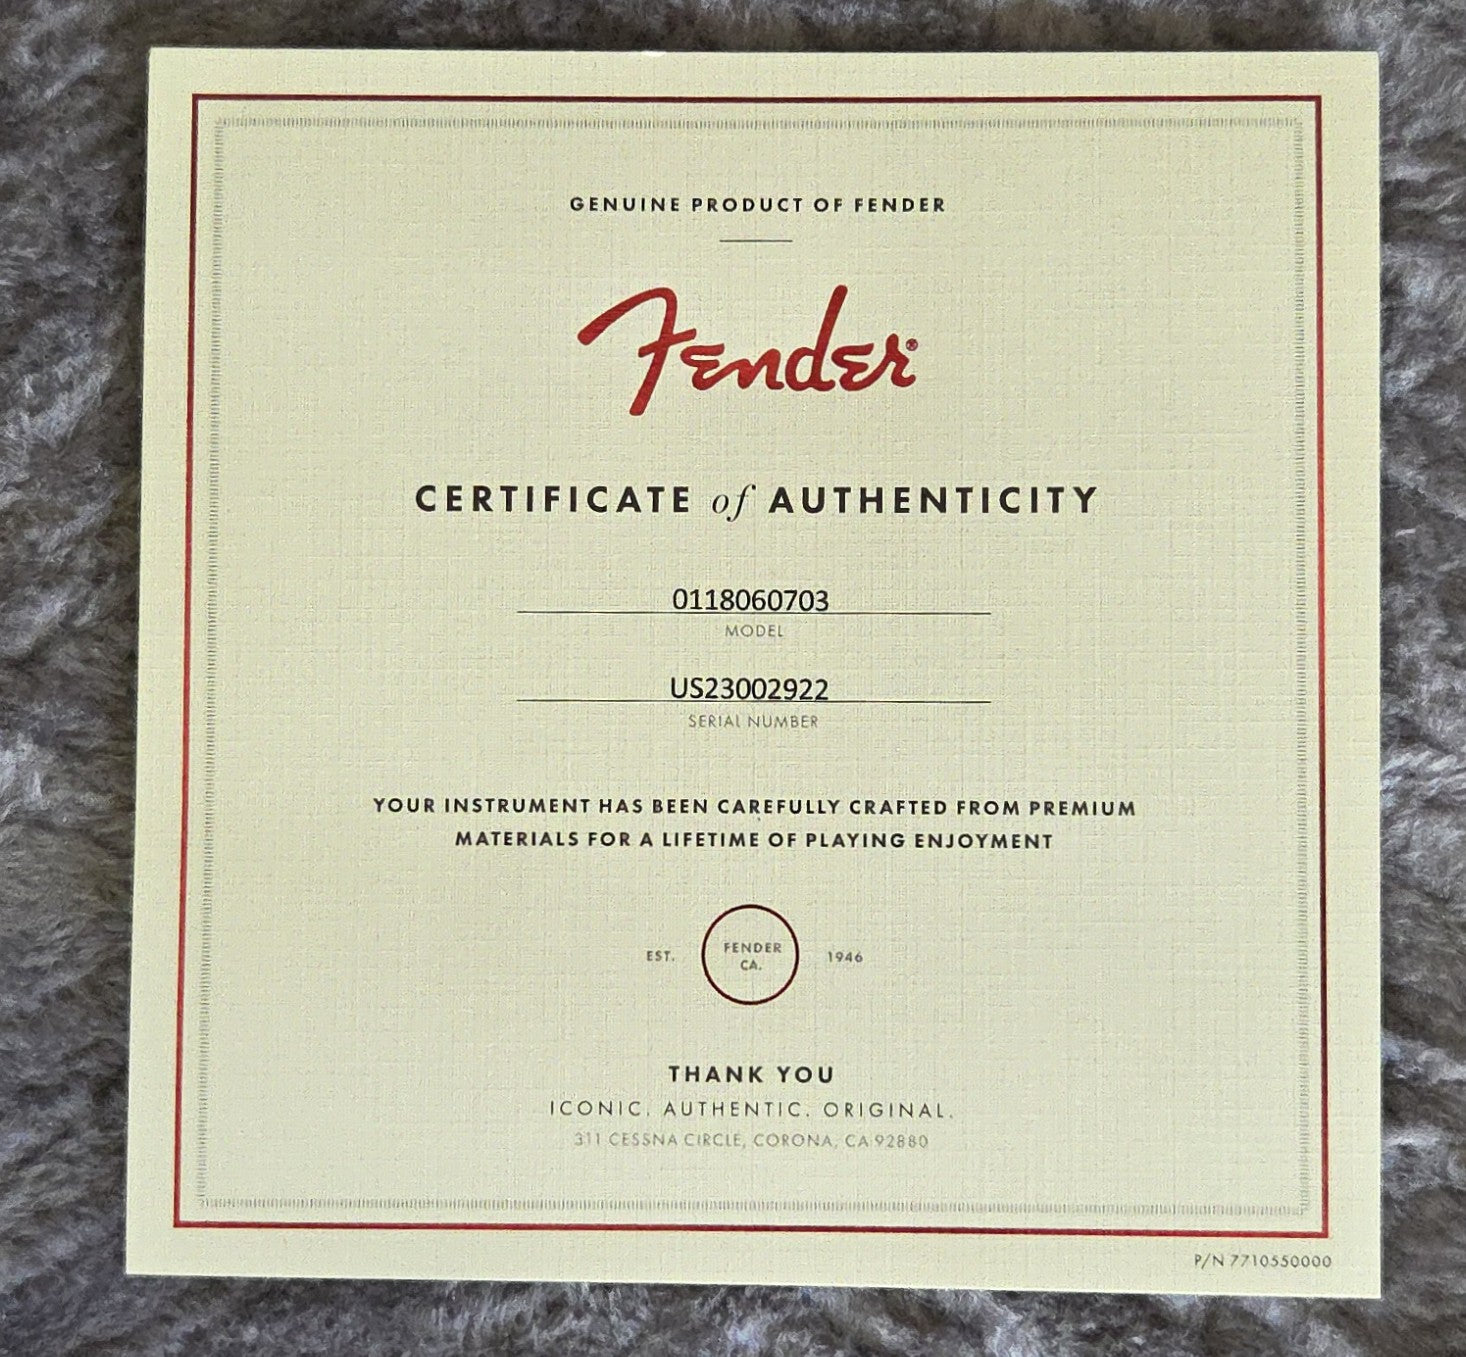 GENUINE PRODUCT OF FENDER
Fender®
CERTIFICATE of AUTHENTICITY
0118060703
MODEL
US23002922
SERIAL NUMBER
YOUR INSTRUMENT HAS BEEN CAREFULLY CRAFTED FROM PREMIUM
MATERIALS FOR A LIFETIME OF PLAYING ENJOYMENT
EST. FENDER CA. 1946
THANK YOU
ICONIC. AUTHENTIC. ORIGINAL.
311 CESSNA CIRCLE, CORONA, CA 92880
P/N 7710550000